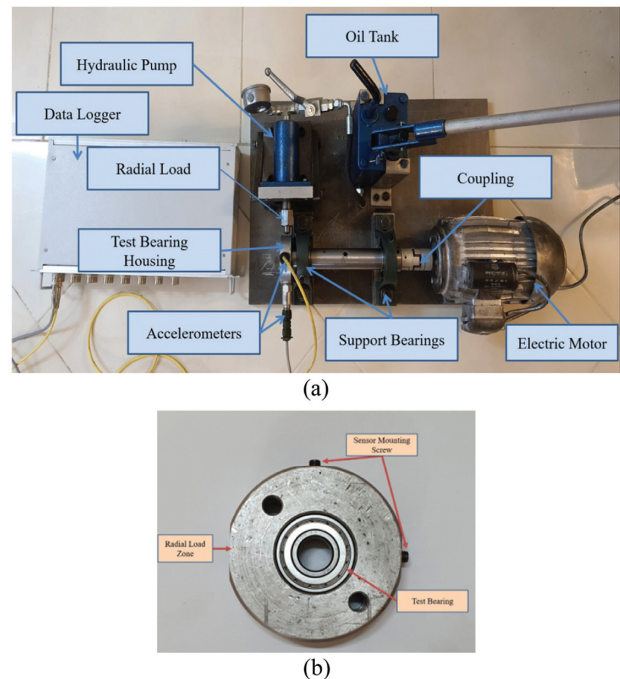 Oil Tank
Hydraulic Pump
Data Logger
Radial Load
Coupling
Test Bearing
Housing
Accelerometers
Support Bearings
Electric Motor
(a)
Sensor Mounting
Screw
Radial Load
Zone
Test Bearing
(b)